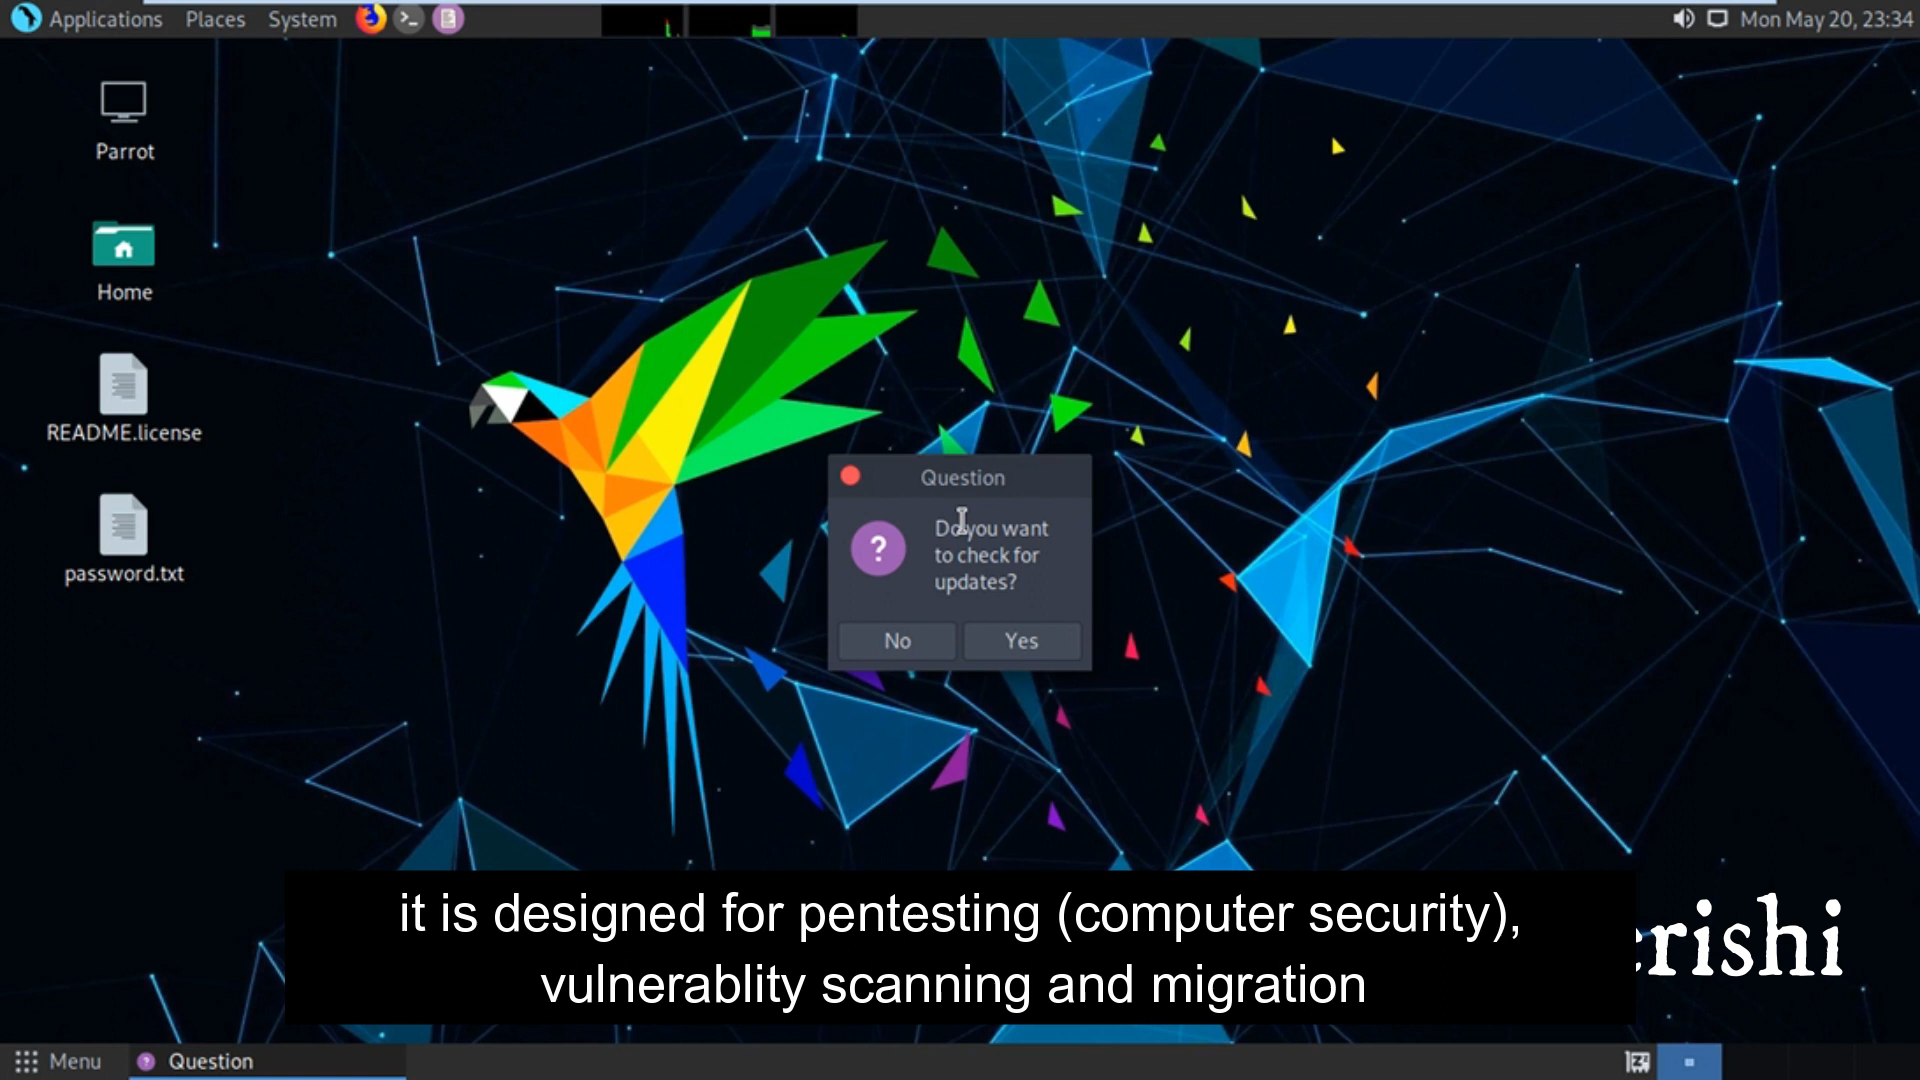 Applications Places System
Mon May 20, 23:34
Parrot
Home
README.license
password.txt
Question
Do you want
to check for
updates?
No Yes
it is designed for pentesting (computer security),
vulnerablity scanning and migration
rishi
Menu Question